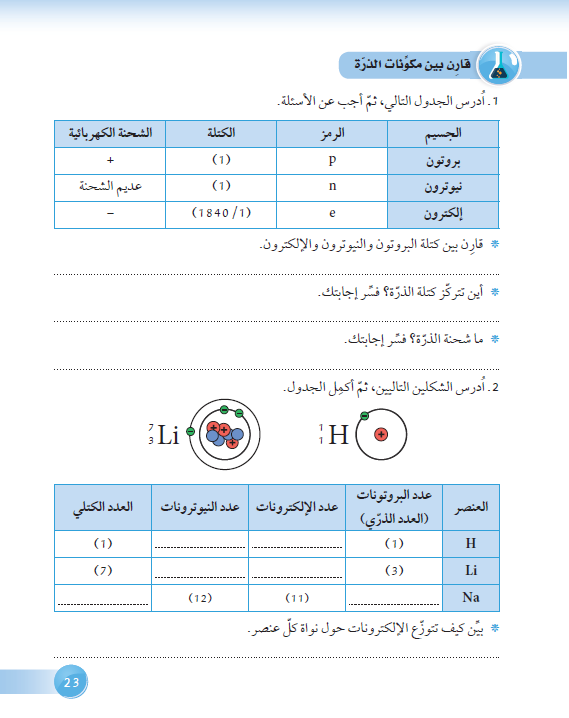 قارِن بين مكوّنات الذرّة
1. اُدرس الجدول التالي، ثمّ أجب عن الأسئلة.
الجسيم الرمز الكتلة الشحنة الكهربائية
بروتون p (1) +
نيوترون n (1) عديم الشحنة
إلكترون e (1840/1) −
قارِن بين كتلة البروتون والنيوترون والإلكترون.
أين تتركّز كتلة الذرّة؟ فسِّر إجابتك.
ما شحنة الذرّة؟ فسِّر إجابتك.
2. اُدرس الشكلين التاليين، ثمّ أكمِل الجدول.
1 1 H
7 3 Li
العنصر عدد البروتونات (العدد الذرّي) عدد الإلكترونات عدد النيوترونات العدد الكتلي
H (1) (1)
Li (3) (7)
Na (11) (12)
بيِّن كيف تتوزّع الإلكترونات حول نواة كلّ عنصر.
23